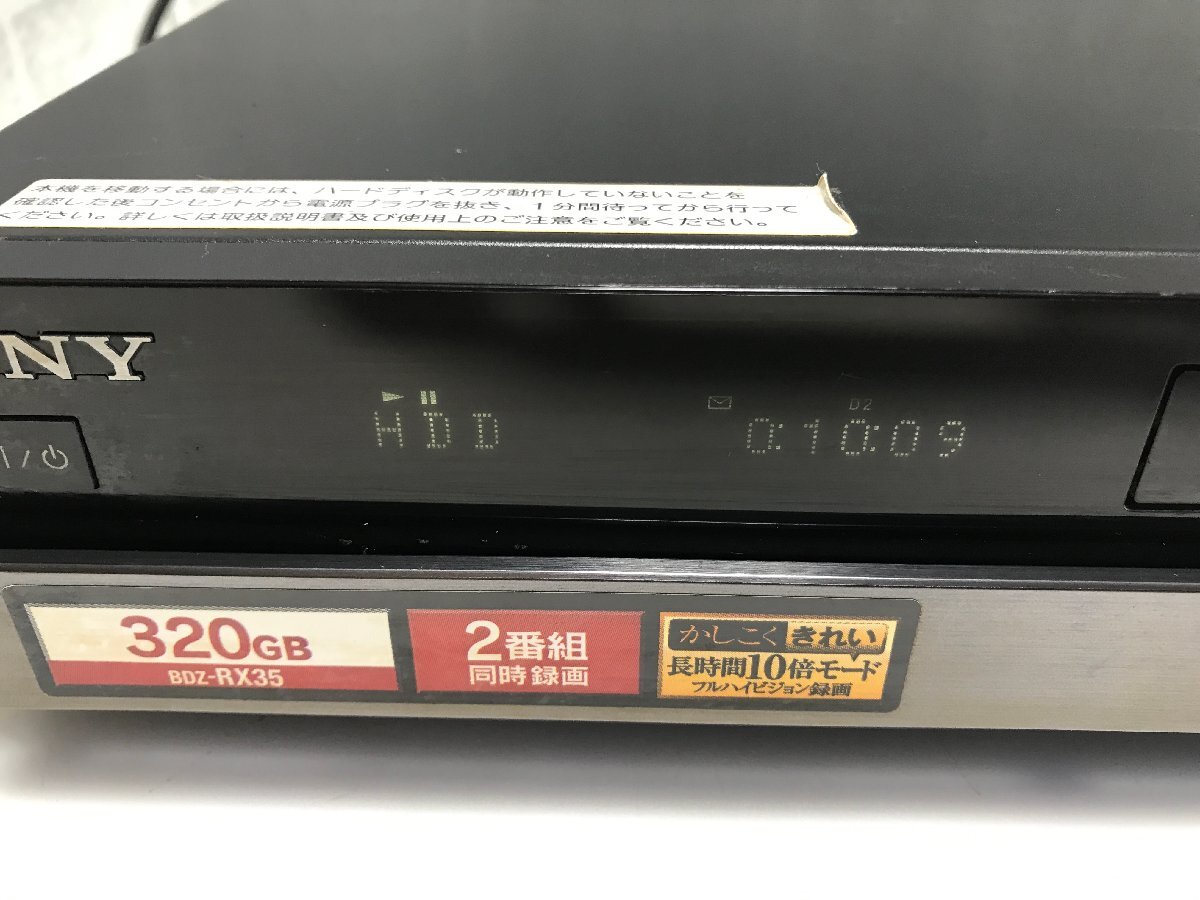 本機を移動する場合には、ハードディスクが動作していないことを
確認した後コンセントから電源プラグを抜き、1分間待ってから行って
ください。詳しくは取扱説明書及び使用上のご注意をご覧ください。
NY
I/⏻
HDD
D2
0:10:09
320GB
BDZ-RX35
2番組
同時録画
かしこく きれい
長時間10倍モード
フルハイビジョン録画